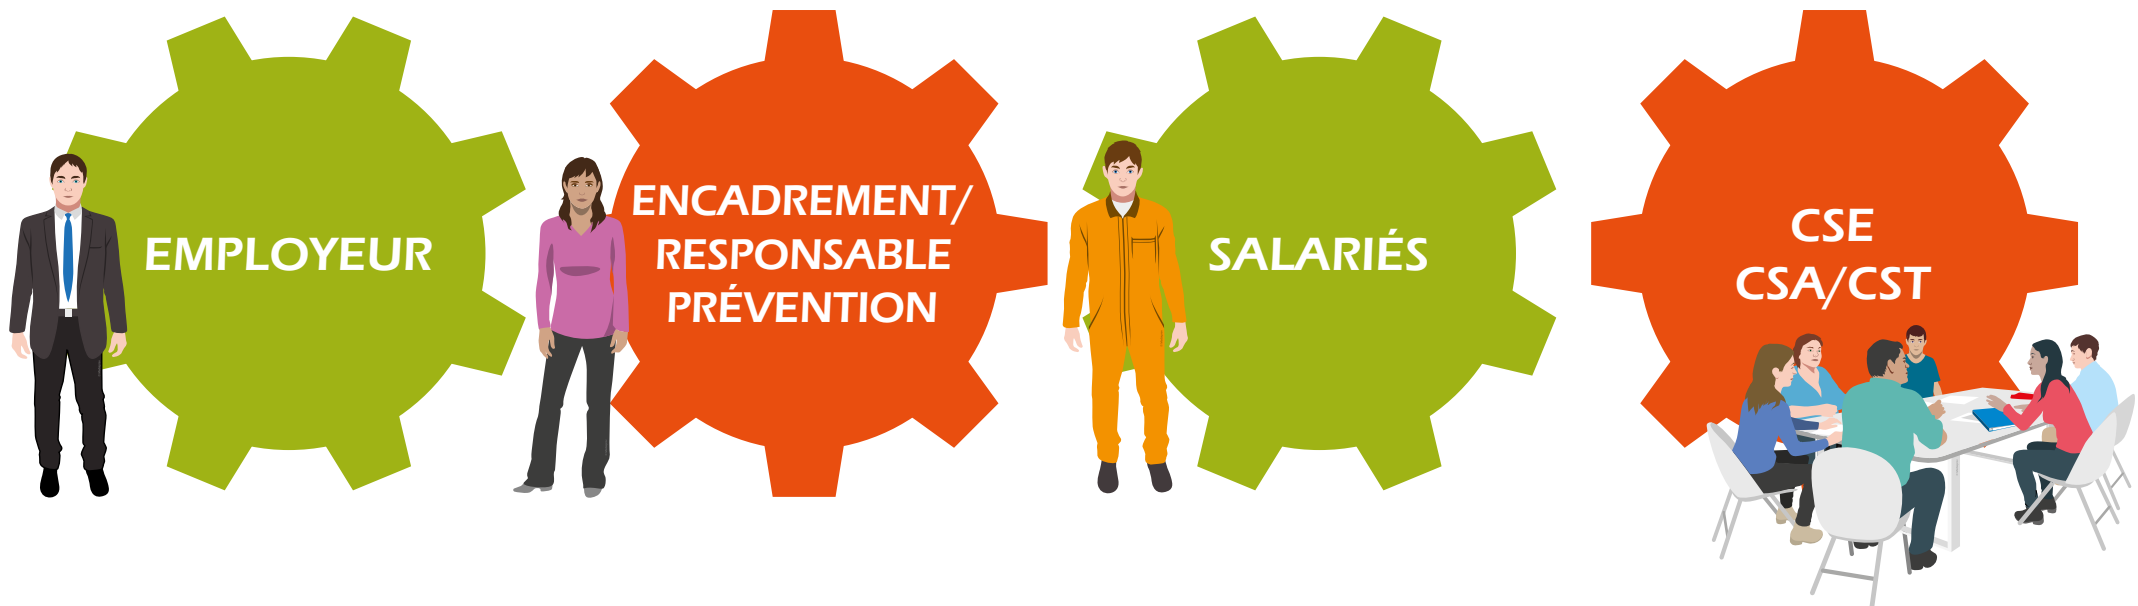 EMPLOYEUR
ENCADREMENT/
RESPONSABLE
PRÉVENTION
SALARIÉS
CSE
CSA/CST